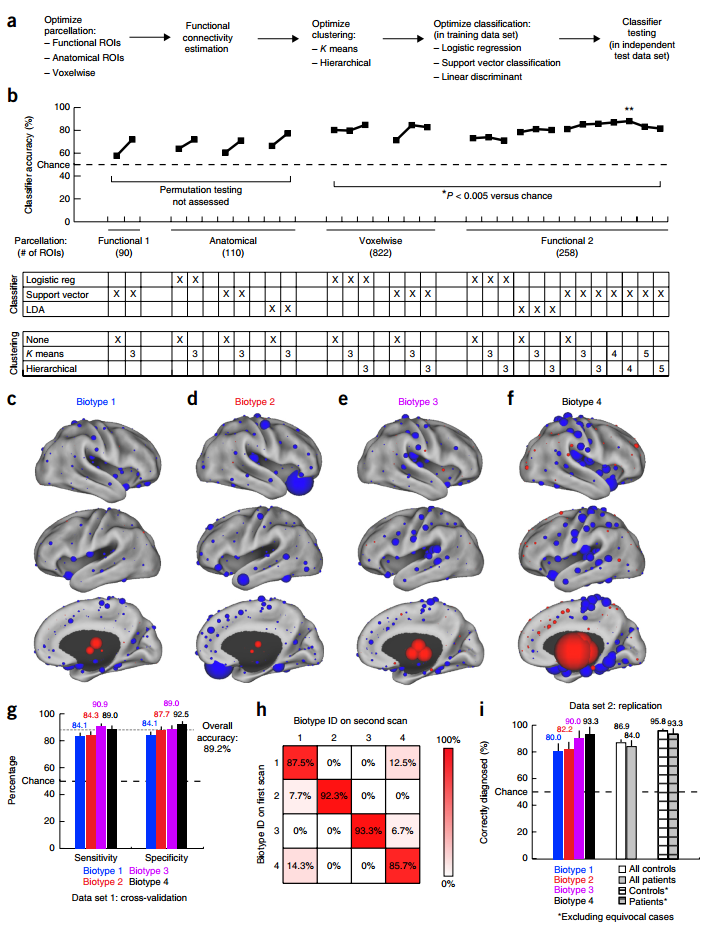 a
Optimize
parcellation:
– Functional ROIs
– Anatomical ROIs
– Voxelwise
Functional
connectivity
estimation
Optimize
clustering:
– K means
– Hierarchical
Optimize classification:
(in training data set)
– Logistic regression
– Support vector classification
– Linear discriminant
Classifier
testing
(in independent
test data set)
b
Classifier accuracy (%)
100
80
60
Chance
40
20
0
**
Permutation testing
not assessed
*P < 0.005 versus chance
Parcellation: Functional 1 Anatomical Voxelwise Functional 2
(# of ROIs) (90) (110) (822) (258)
Classifier
Logistic reg X X X X X X X X
Support vector X X X X X X X X X X X X X X
LDA X X X X X
Clustering
None X X X X X X X X X
K means 3 3 3 3 3 3 3 3 3 4 5
Hierarchical 3 3 3 3 3 4 5
c Biotype 1
d Biotype 2
e Biotype 3
f Biotype 4
g
Percentage
100
80
60
Chance
40
20
0
84.1 84.3 90.9 89.0
84.1 87.7 89.0 92.5
Overall
accuracy:
89.2%
Sensitivity Specificity
Biotype 1 Biotype 3
Biotype 2 Biotype 4
Data set 1: cross-validation
h
Biotype ID on second scan
1 2 3 4
Biotype ID on first scan
1 87.5% 0% 0% 12.5%
2 7.7% 92.3% 0% 0%
3 0% 0% 93.3% 6.7%
4 14.3% 0% 0% 85.7%
100%
0%
i
Data set 2: replication
Correctly diagnosed (%)
100
80
60
Chance
40
20
0
80.0 82.2 90.0 93.3
86.9 84.0
95.8 93.3
Biotype 1
Biotype 2
Biotype 3
Biotype 4
All controls
All patients
Controls*
Patients*
*Excluding equivocal cases